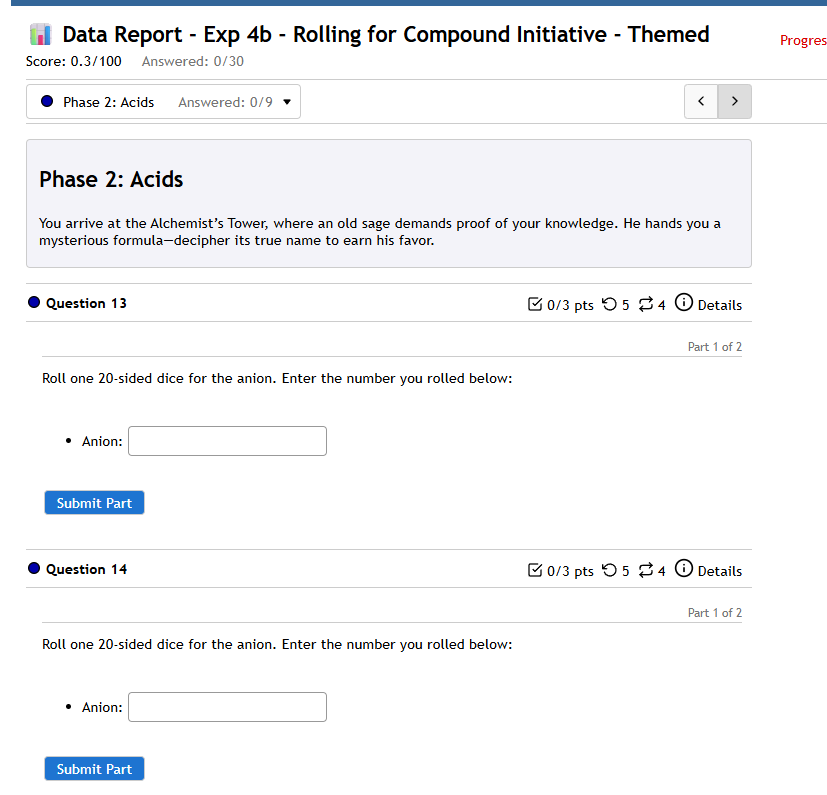 Data Report - Exp 4b - Rolling for Compound Initiative - Themed
Progres
Score: 0.3/100 Answered: 0/30
Phase 2: Acids Answered: 0/9
Phase 2: Acids
You arrive at the Alchemist’s Tower, where an old sage demands proof of your knowledge. He hands you a
mysterious formula—decipher its true name to earn his favor.
Question 13 0/3 pts 5 4 Details
Part 1 of 2
Roll one 20-sided dice for the anion. Enter the number you rolled below:
• Anion:
Submit Part
Question 14 0/3 pts 5 4 Details
Part 1 of 2
Roll one 20-sided dice for the anion. Enter the number you rolled below:
• Anion:
Submit Part